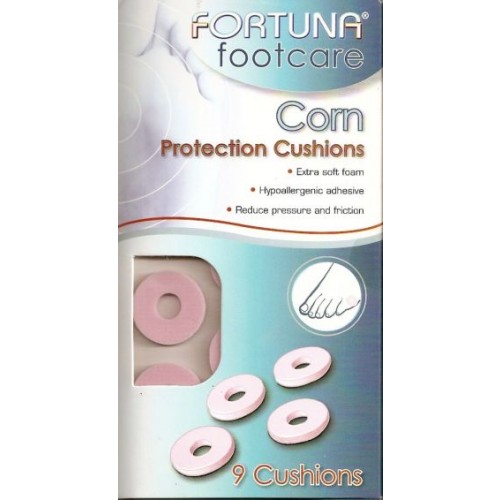 FORTUNA®
footcare
Corn
Protection Cushions
• Extra soft foam
• Hypoallergenic adhesive
• Reduce pressure and friction
9 Cushions